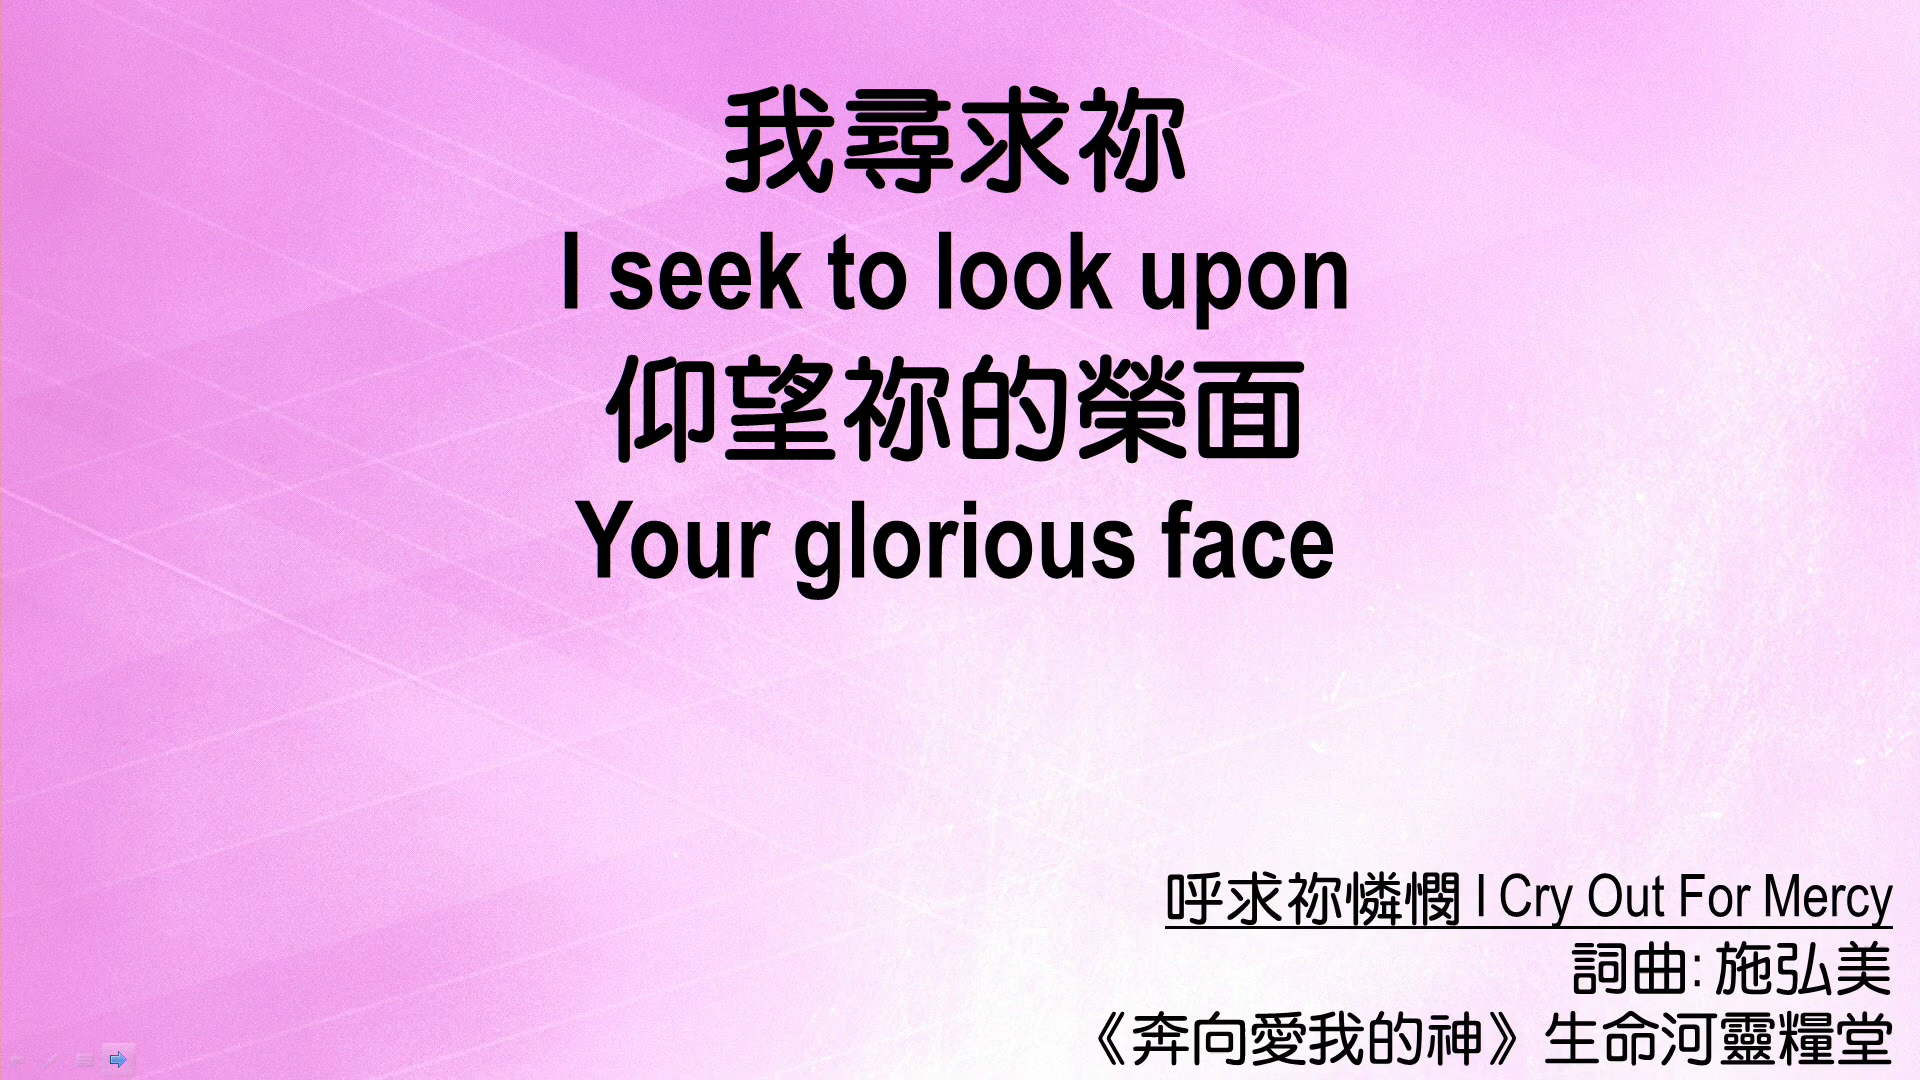 我尋求祢
I seek to look upon
仰望祢的榮面
Your glorious face
呼求祢憐憫 I Cry Out For Mercy
詞曲: 施弘美
《奔向愛我的神》生命河靈糧堂